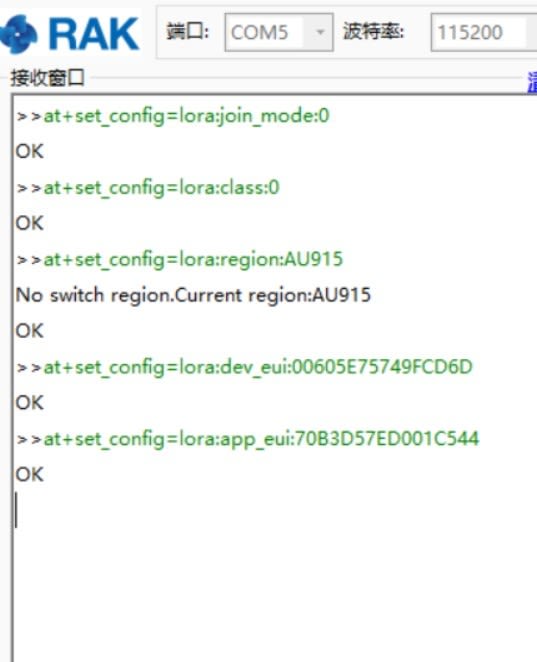 RAK 端口: COM5 波特率: 115200
接收窗口
>>at+set_config=lora:join_mode:0
OK
>>at+set_config=lora:class:0
OK
>>at+set_config=lora:region:AU915
No switch region.Current region:AU915
OK
>>at+set_config=lora:dev_eui:00605E75749FCD6D
OK
>>at+set_config=lora:app_eui:70B3D57ED001C544
OK